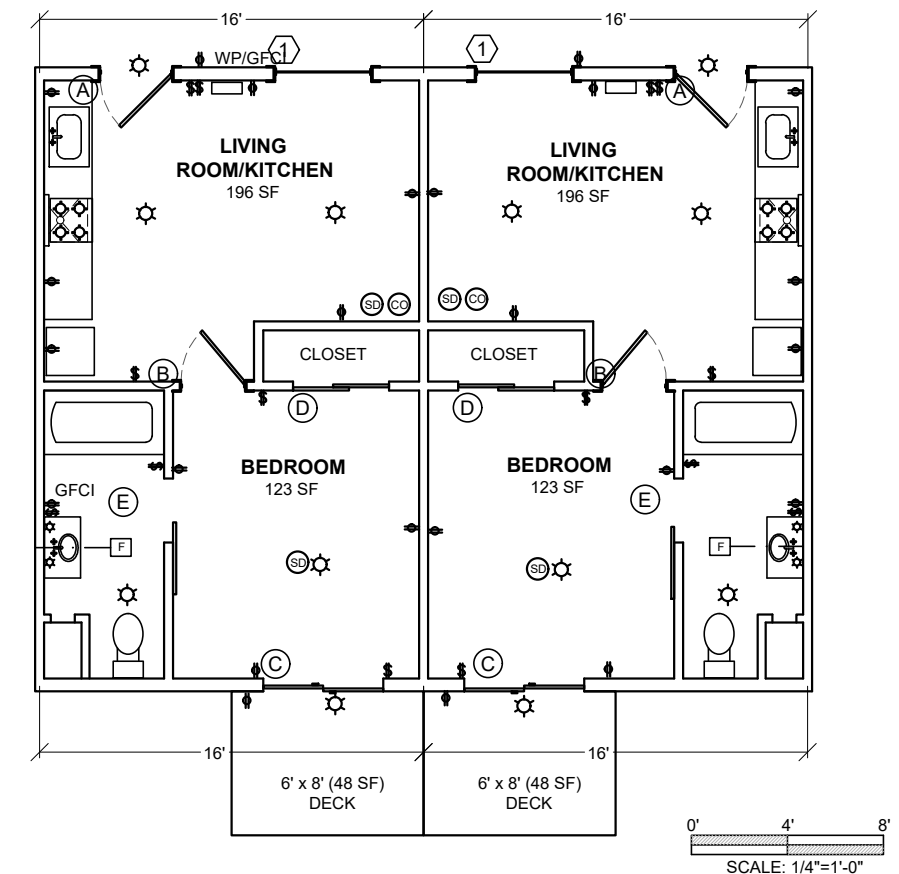 16' 16'
1 1
WP/GFCI
A A
$$ $$
LIVING
ROOM/KITCHEN
196 SF
LIVING
ROOM/KITCHEN
196 SF
SD CO SD CO
CLOSET CLOSET
$ B B $
$ D D $
BEDROOM
123 SF
BEDROOM
123 SF
$ $
GFCI E E
$ $
F F
SD SD
C $ $ C
16' 16'
6' x 8' (48 SF)
DECK
6' x 8' (48 SF)
DECK
0' 4' 8'
SCALE: 1/4"=1'-0"